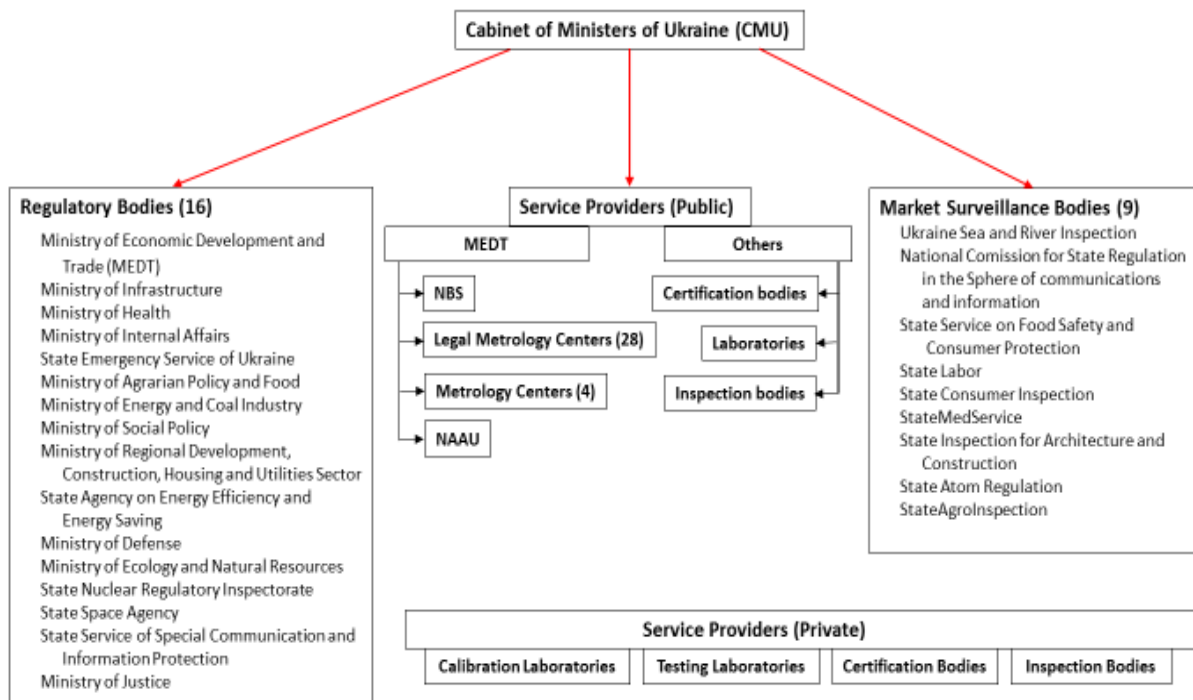 Cabinet of Ministers of Ukraine (CMU)
Regulatory Bodies (16)
Ministry of Economic Development and
Trade (MEDT)
Ministry of Infrastructure
Ministry of Health
Ministry of Internal Affairs
State Emergency Service of Ukraine
Ministry of Agrarian Policy and Food
Ministry of Energy and Coal Industry
Ministry of Social Policy
Ministry of Regional Development,
Construction, Housing and Utilities Sector
State Agency on Energy Efficiency and
Energy Saving
Ministry of Defense
Ministry of Ecology and Natural Resources
State Nuclear Regulatory Inspectorate
State Space Agency
State Service of Special Communication and
Information Protection
Ministry of Justice
Service Providers (Public)
MEDT
NBS
Legal Metrology Centers (28)
Metrology Centers (4)
NAAU
Others
Certification bodies
Laboratories
Inspection bodies
Market Surveillance Bodies (9)
Ukraine Sea and River Inspection
National Comission for State Regulation
in the Sphere of communications
and information
State Service on Food Safety and
Consumer Protection
State Labor
State Consumer Inspection
StateMedService
State Inspection for Architecture and
Construction
State Atom Regulation
StateAgroInspection
Service Providers (Private)
Calibration Laboratories
Testing Laboratories
Certification Bodies
Inspection Bodies